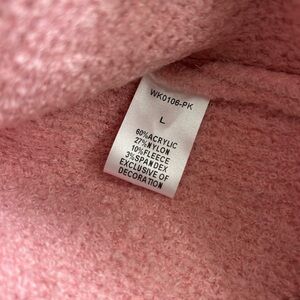 WK0106-PK
L
60%ACRYLIC
27%NYLON
10%FLEECE
3%SPANDEX
EXCLUSIVE OF
DECORATION